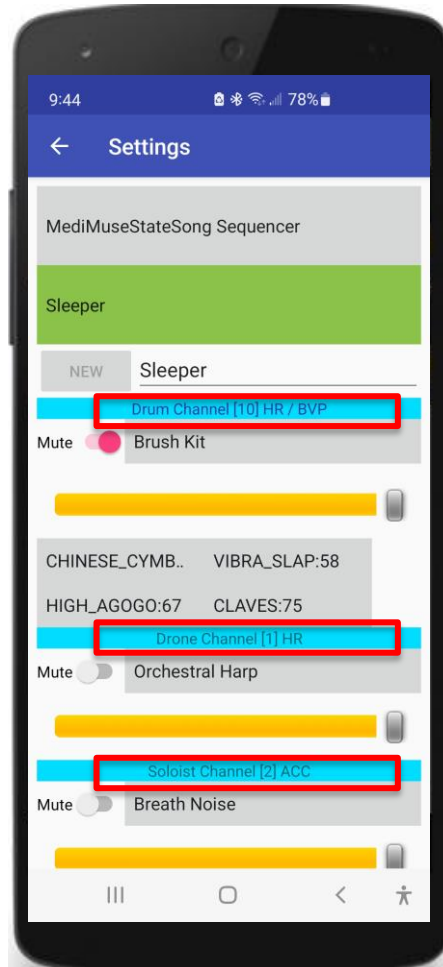 9:44 78%
Settings
MediMuseStateSong Sequencer
Sleeper
NEW Sleeper
Drum Channel [10] HR / BVP
Mute Brush Kit
CHINESE_CYMB.. VIBRA_SLAP:58
HIGH_AGOGO:67 CLAVES:75
Drone Channel [1] HR
Mute Orchestral Harp
Soloist Channel [2] ACC
Mute Breath Noise